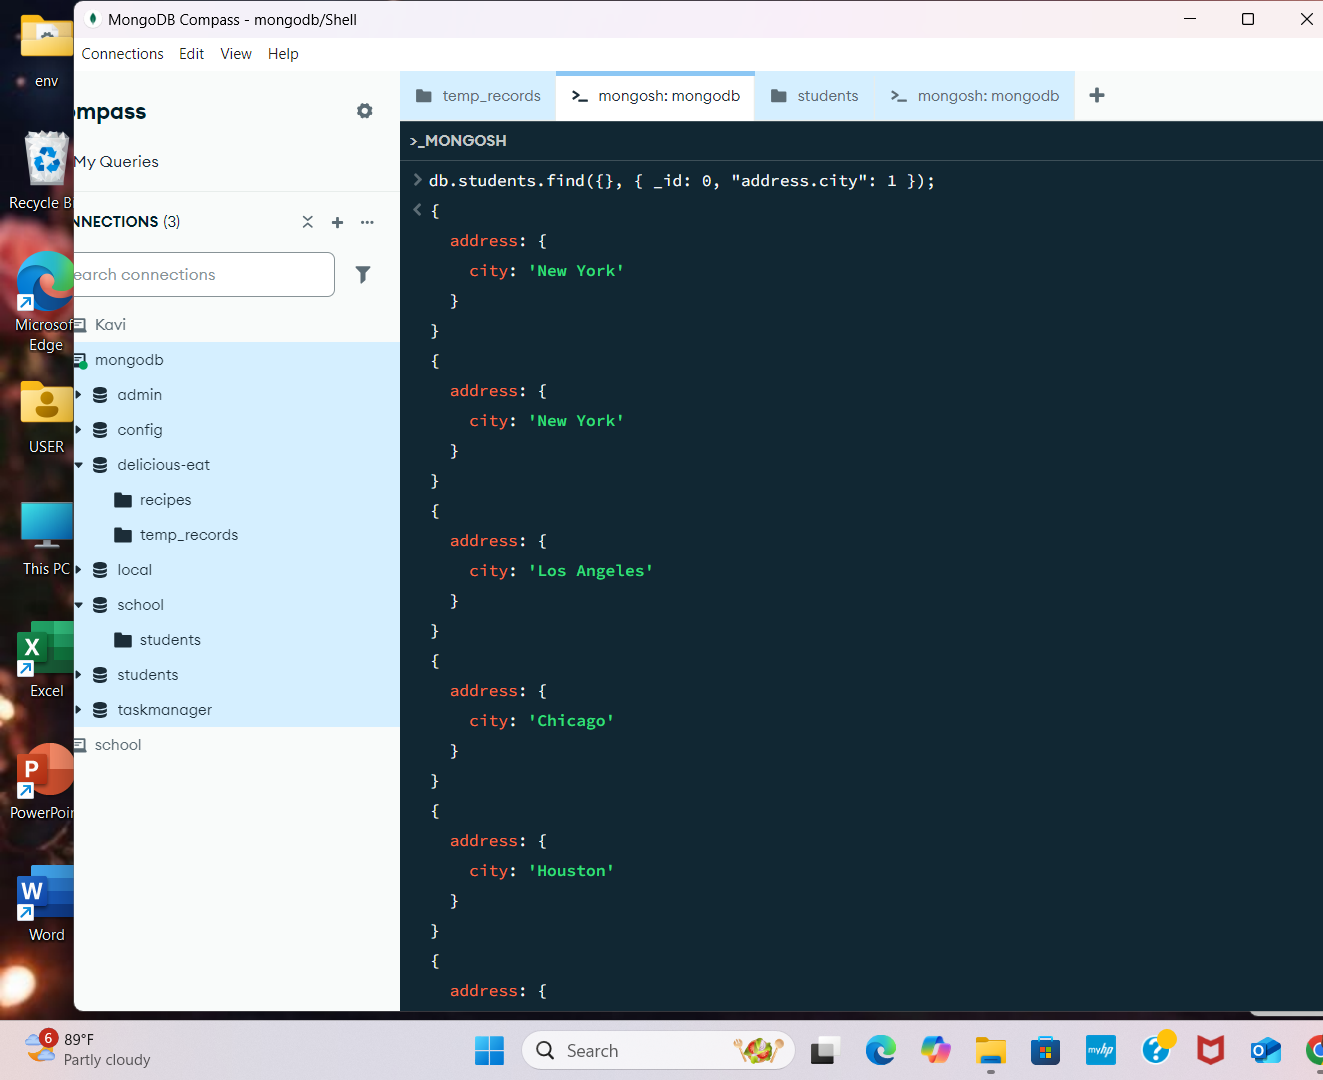 MongoDB Compass - mongodb/Shell
Connections Edit View Help
env
ompass
temp_records
>_ mongosh: mongodb
students
>_ mongosh: mongodb
+
>_MONGOSH
My Queries
Recycle B
NNECTIONS (3)
earch connections
Microsof
Edge
Kavi
mongodb
admin
config
delicious-eat
recipes
temp_records
local
school
students
students
taskmanager
school
USER
This PC
Excel
PowerPoin
Word
> db.students.find({}, { _id: 0, "address.city": 1 });
< {
address: {
city: 'New York'
}
}
{
address: {
city: 'New York'
}
}
{
address: {
city: 'Los Angeles'
}
}
{
address: {
city: 'Chicago'
}
}
{
address: {
city: 'Houston'
}
}
{
address: {
X
P
W
6
89°F
Partly cloudy
Search
myhp